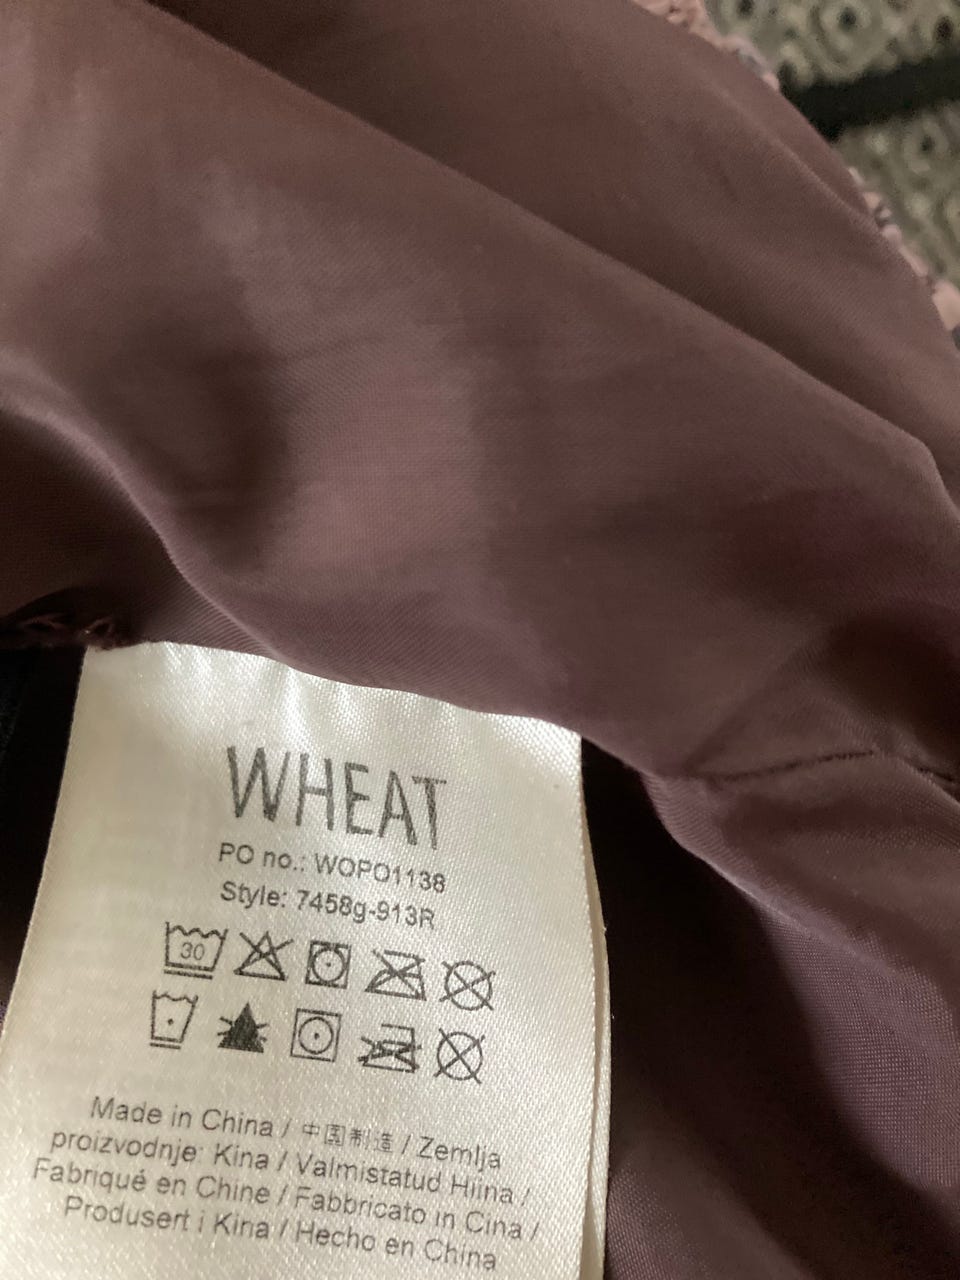 WHEAT
PO no.: WOPO1138
Style: 7458g-913R
30
Made in China / 中国制造 / Zemlja
proizvodnje: Kina / Valmistatud Hiina /
Fabriqué en Chine / Fabbricato in Cina /
Produsert i Kina / Hecho en China